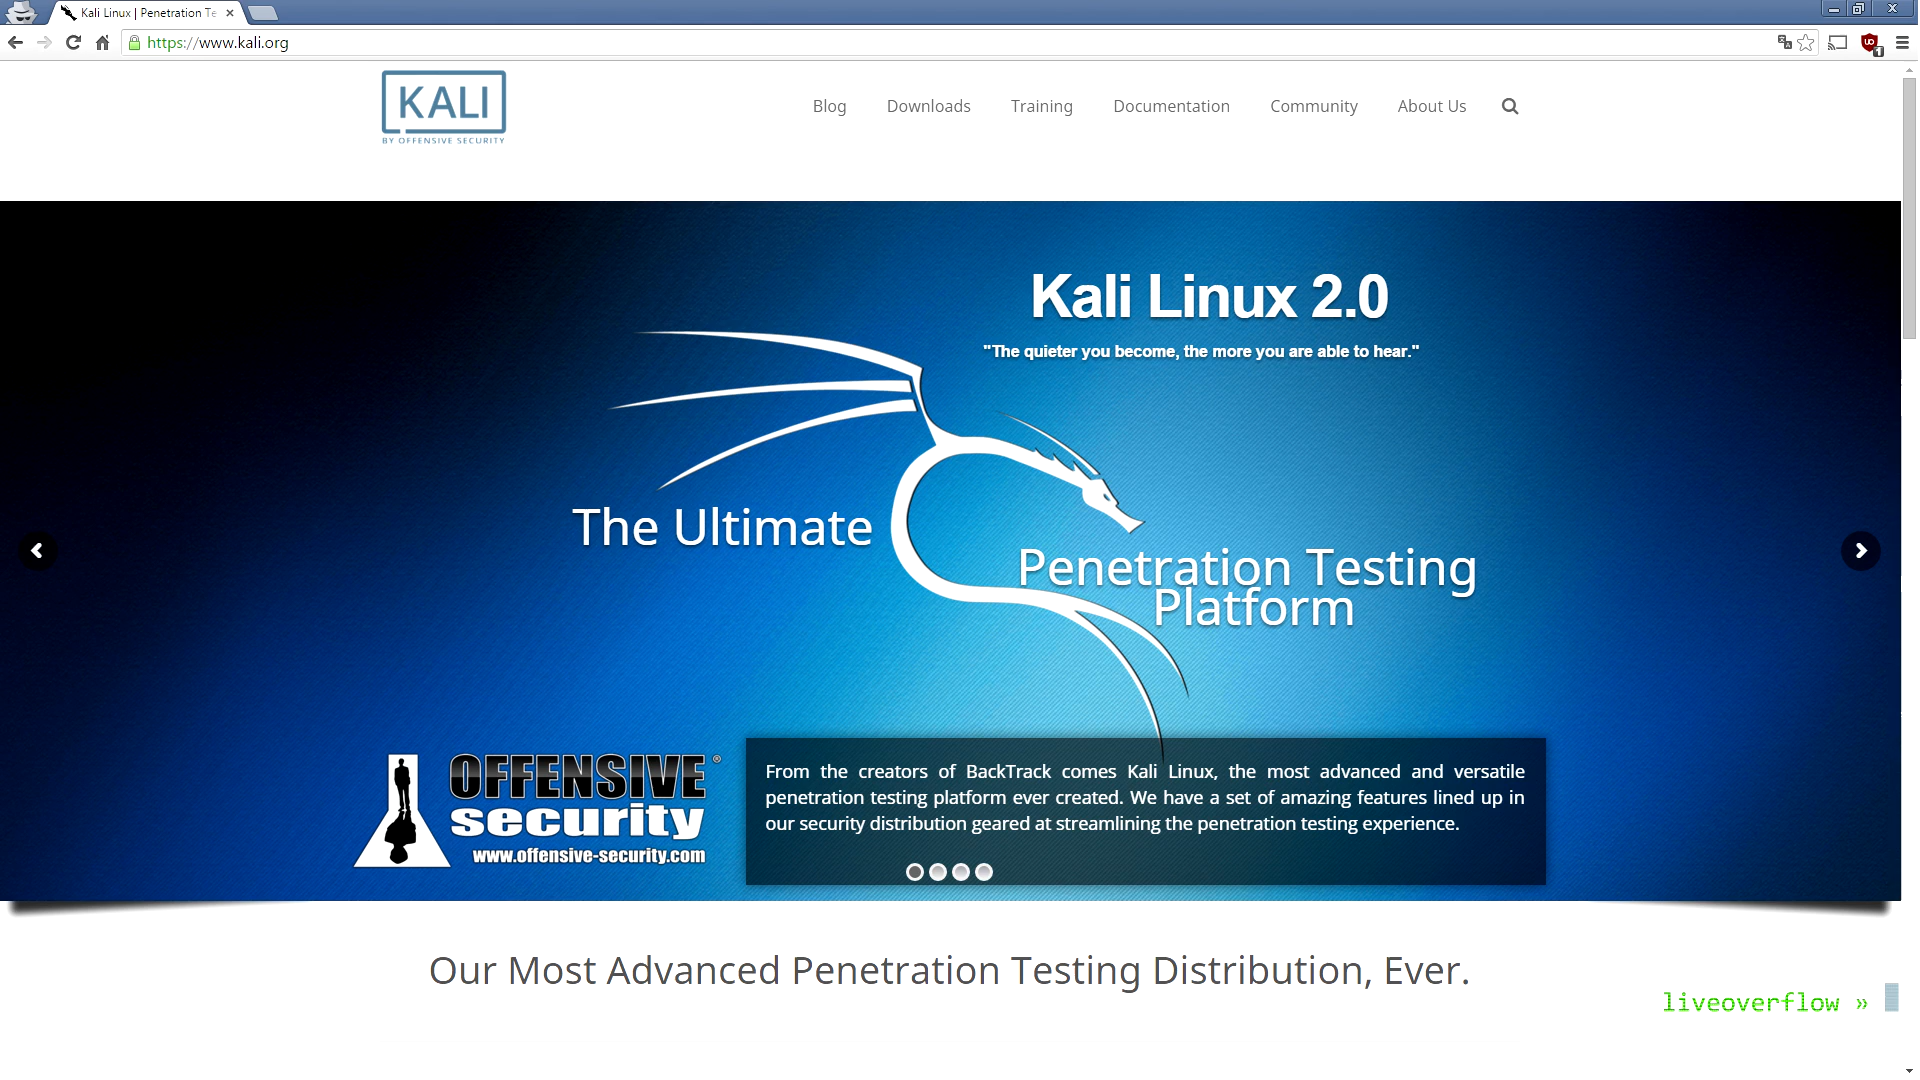 Kali Linux | Penetration Te
https://www.kali.org
1
KALI
BY OFFENSIVE SECURITY
Blog Downloads Training Documentation Community About Us
Kali Linux 2.0
"The quieter you become, the more you are able to hear."
The Ultimate
Penetration Testing
Platform
OFFENSIVE®
security
www.offensive-security.com
From the creators of BackTrack comes Kali Linux, the most advanced and versatile
penetration testing platform ever created. We have a set of amazing features lined up in
our security distribution geared at streamlining the penetration testing experience.
Our Most Advanced Penetration Testing Distribution, Ever.
liveoverflow »